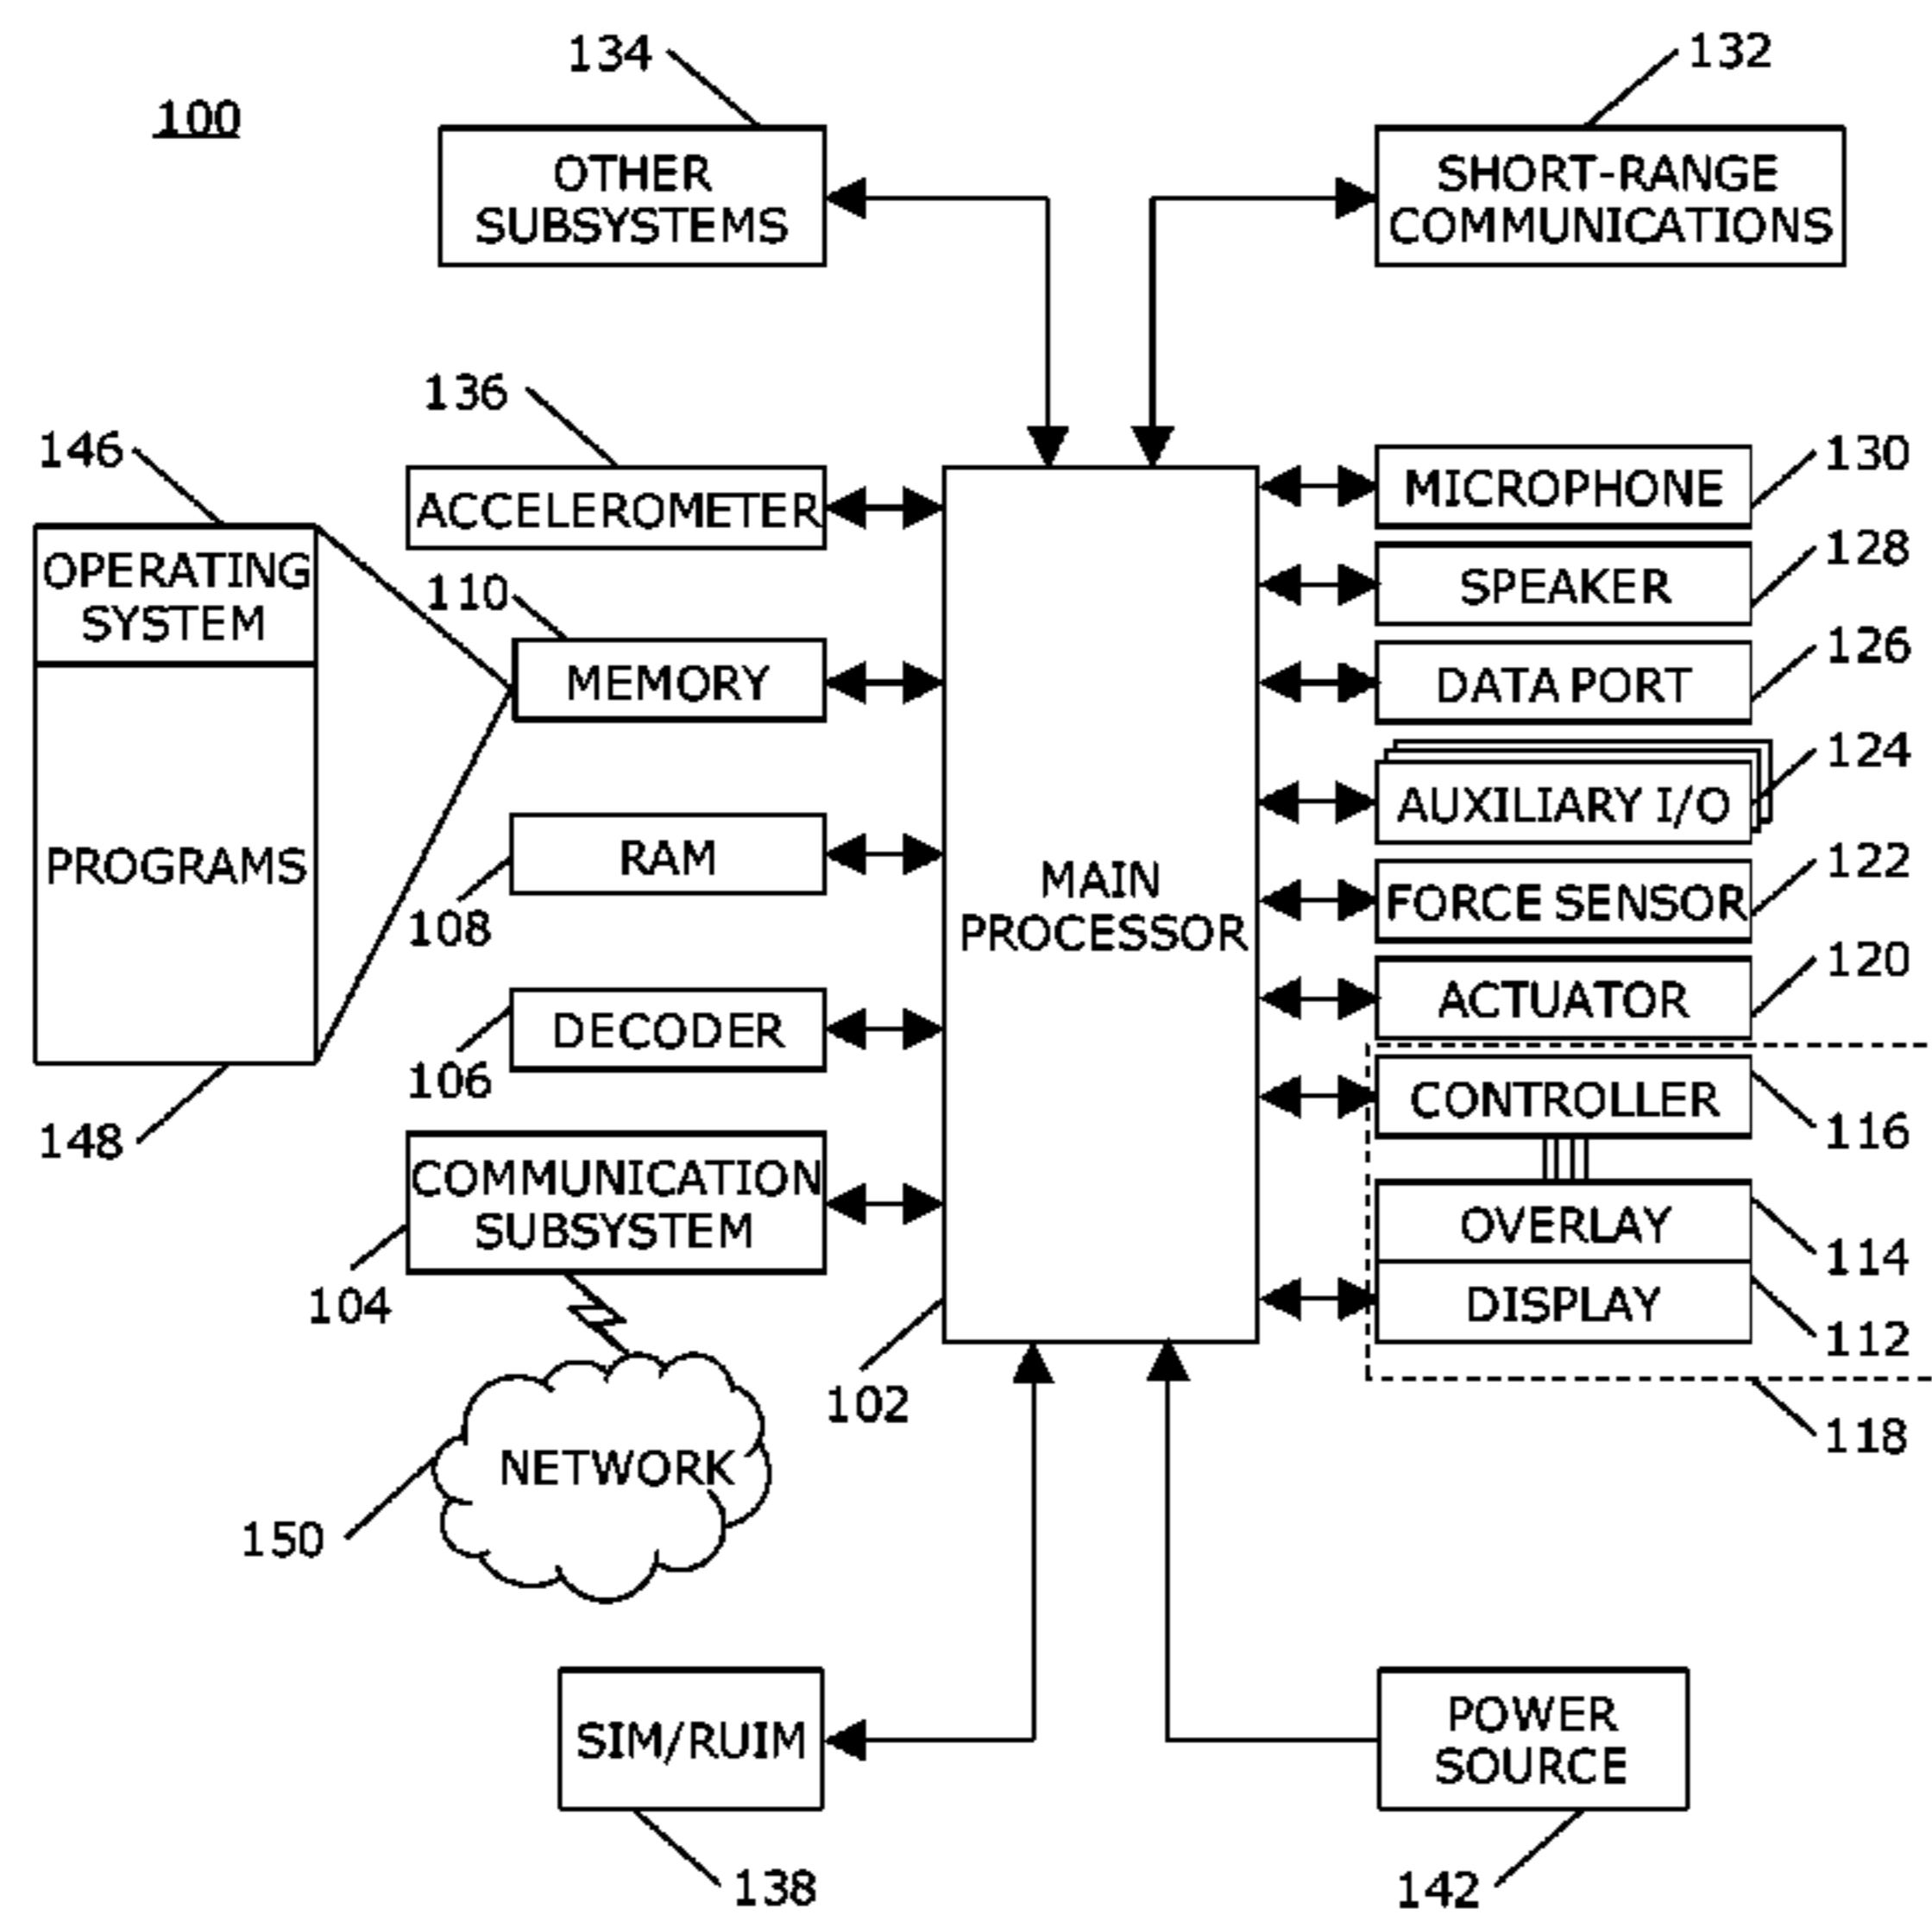 134
132
100
OTHER
SUBSYSTEMS
SHORT-RANGE
COMMUNICATIONS
136
146
ACCELEROMETER
MICROPHONE
130
OPERATING
SYSTEM
110
SPEAKER
128
MEMORY
DATA PORT
126
PROGRAMS
RAM
108
MAIN
PROCESSOR
AUXILIARY I/O
124
FORCE SENSOR
122
DECODER
106
ACTUATOR
120
148
CONTROLLER
116
COMMUNICATION
SUBSYSTEM
104
OVERLAY
114
DISPLAY
112
102
118
NETWORK
150
SIM/RUIM
POWER
SOURCE
138
142